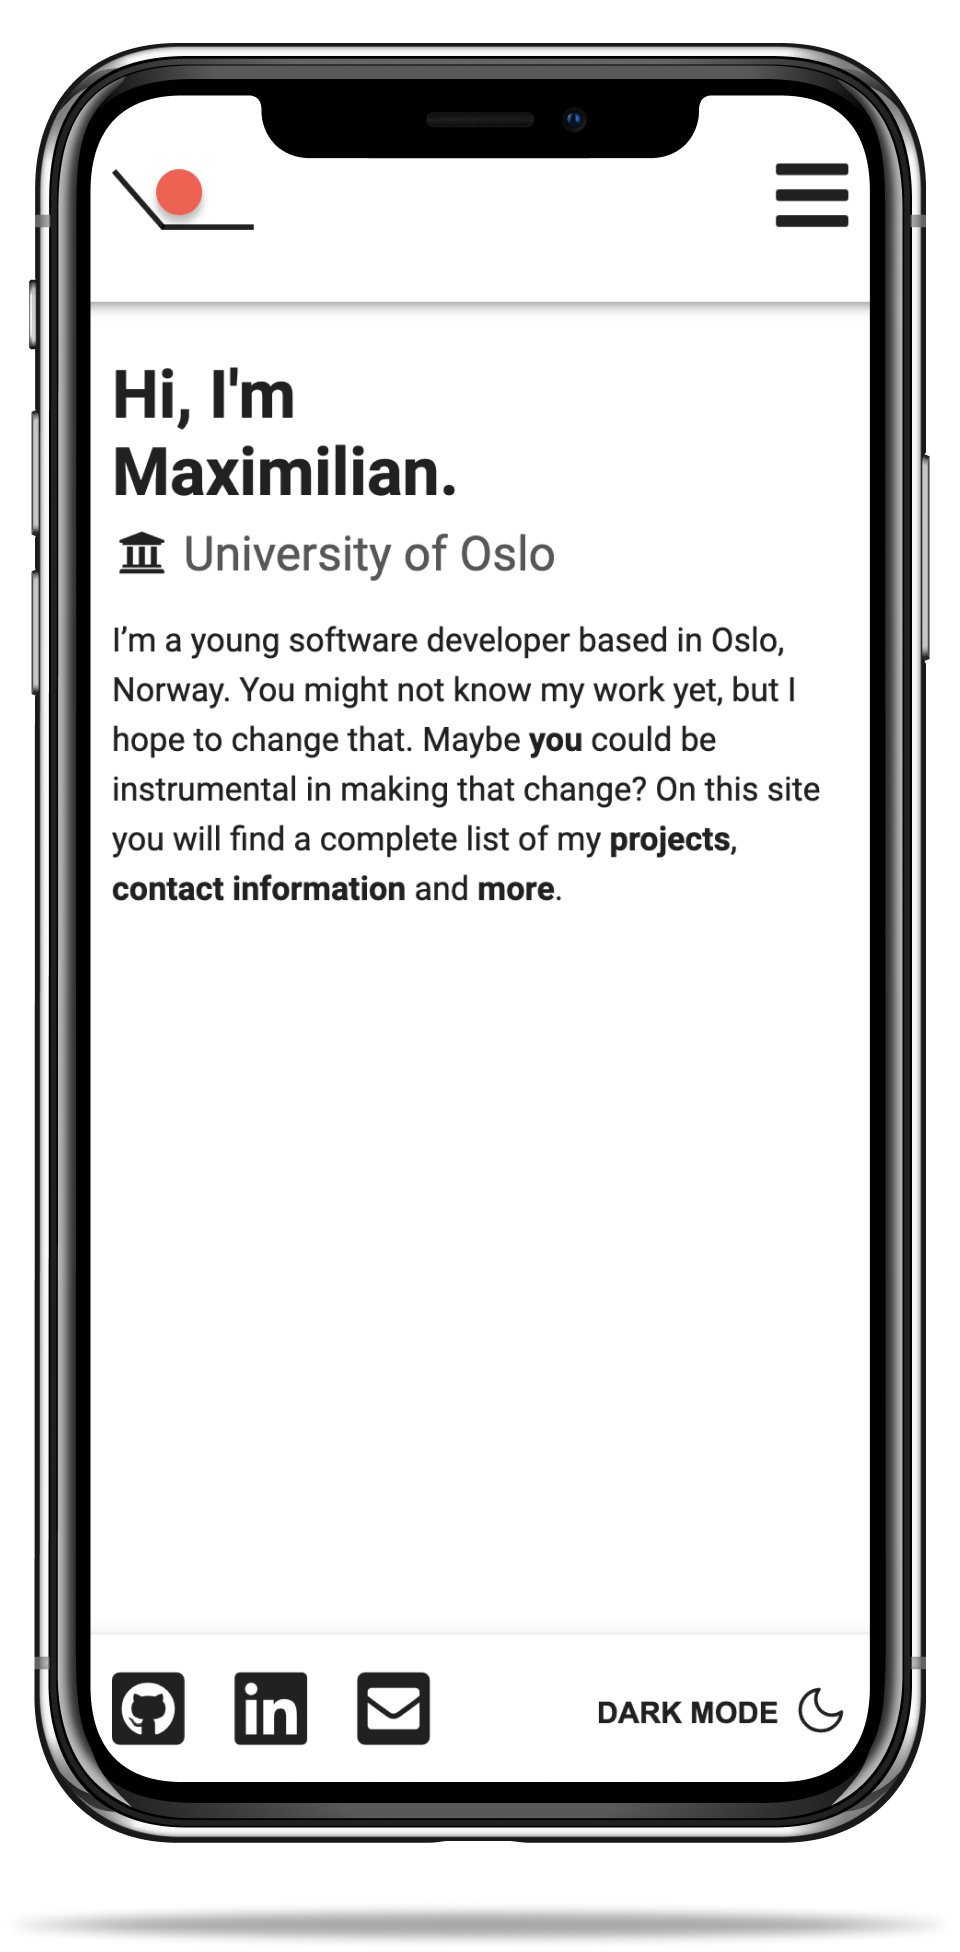 Hi, I'm
Maximilian.
University of Oslo
I’m a young software developer based in Oslo,
Norway. You might not know my work yet, but I
hope to change that. Maybe you could be
instrumental in making that change? On this site
you will find a complete list of my projects,
contact information and more.
in
DARK MODE